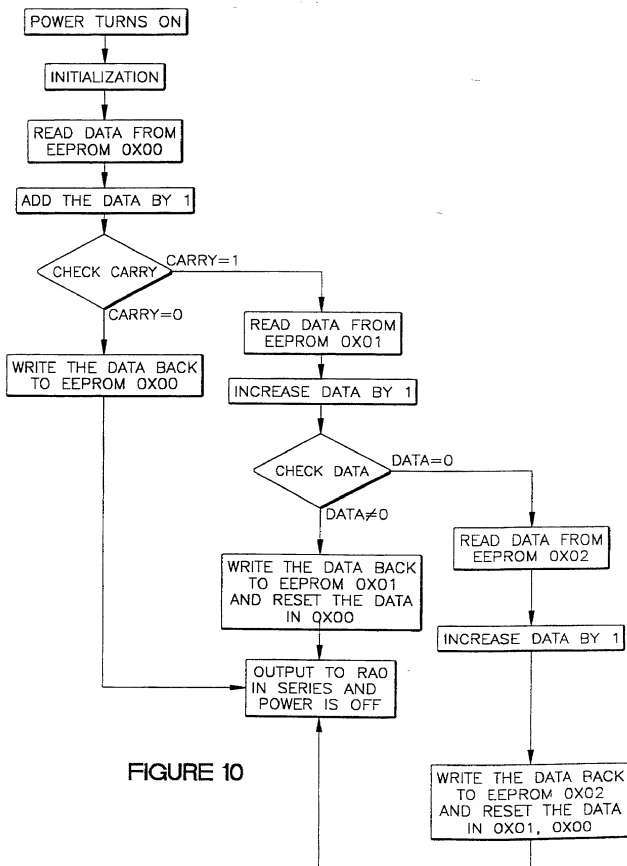 POWER TURNS ON
INITIALIZATION
READ DATA FROM
EEPROM 0X00
ADD THE DATA BY 1
CHECK CARRY
CARRY=1
CARRY=0
READ DATA FROM
EEPROM 0X01
WRITE THE DATA BACK
TO EEPROM 0X00
INCREASE DATA BY 1
CHECK DATA
DATA=0
DATA≠0
READ DATA FROM
EEPROM 0X02
WRITE THE DATA BACK
TO EEPROM 0X01
AND RESET THE DATA
IN 0X00
INCREASE DATA BY 1
OUTPUT TO RA0
IN SERIES AND
POWER IS OFF
FIGURE 10
WRITE THE DATA BACK
TO EEPROM 0X02
AND RESET THE DATA
IN 0X01, 0X00